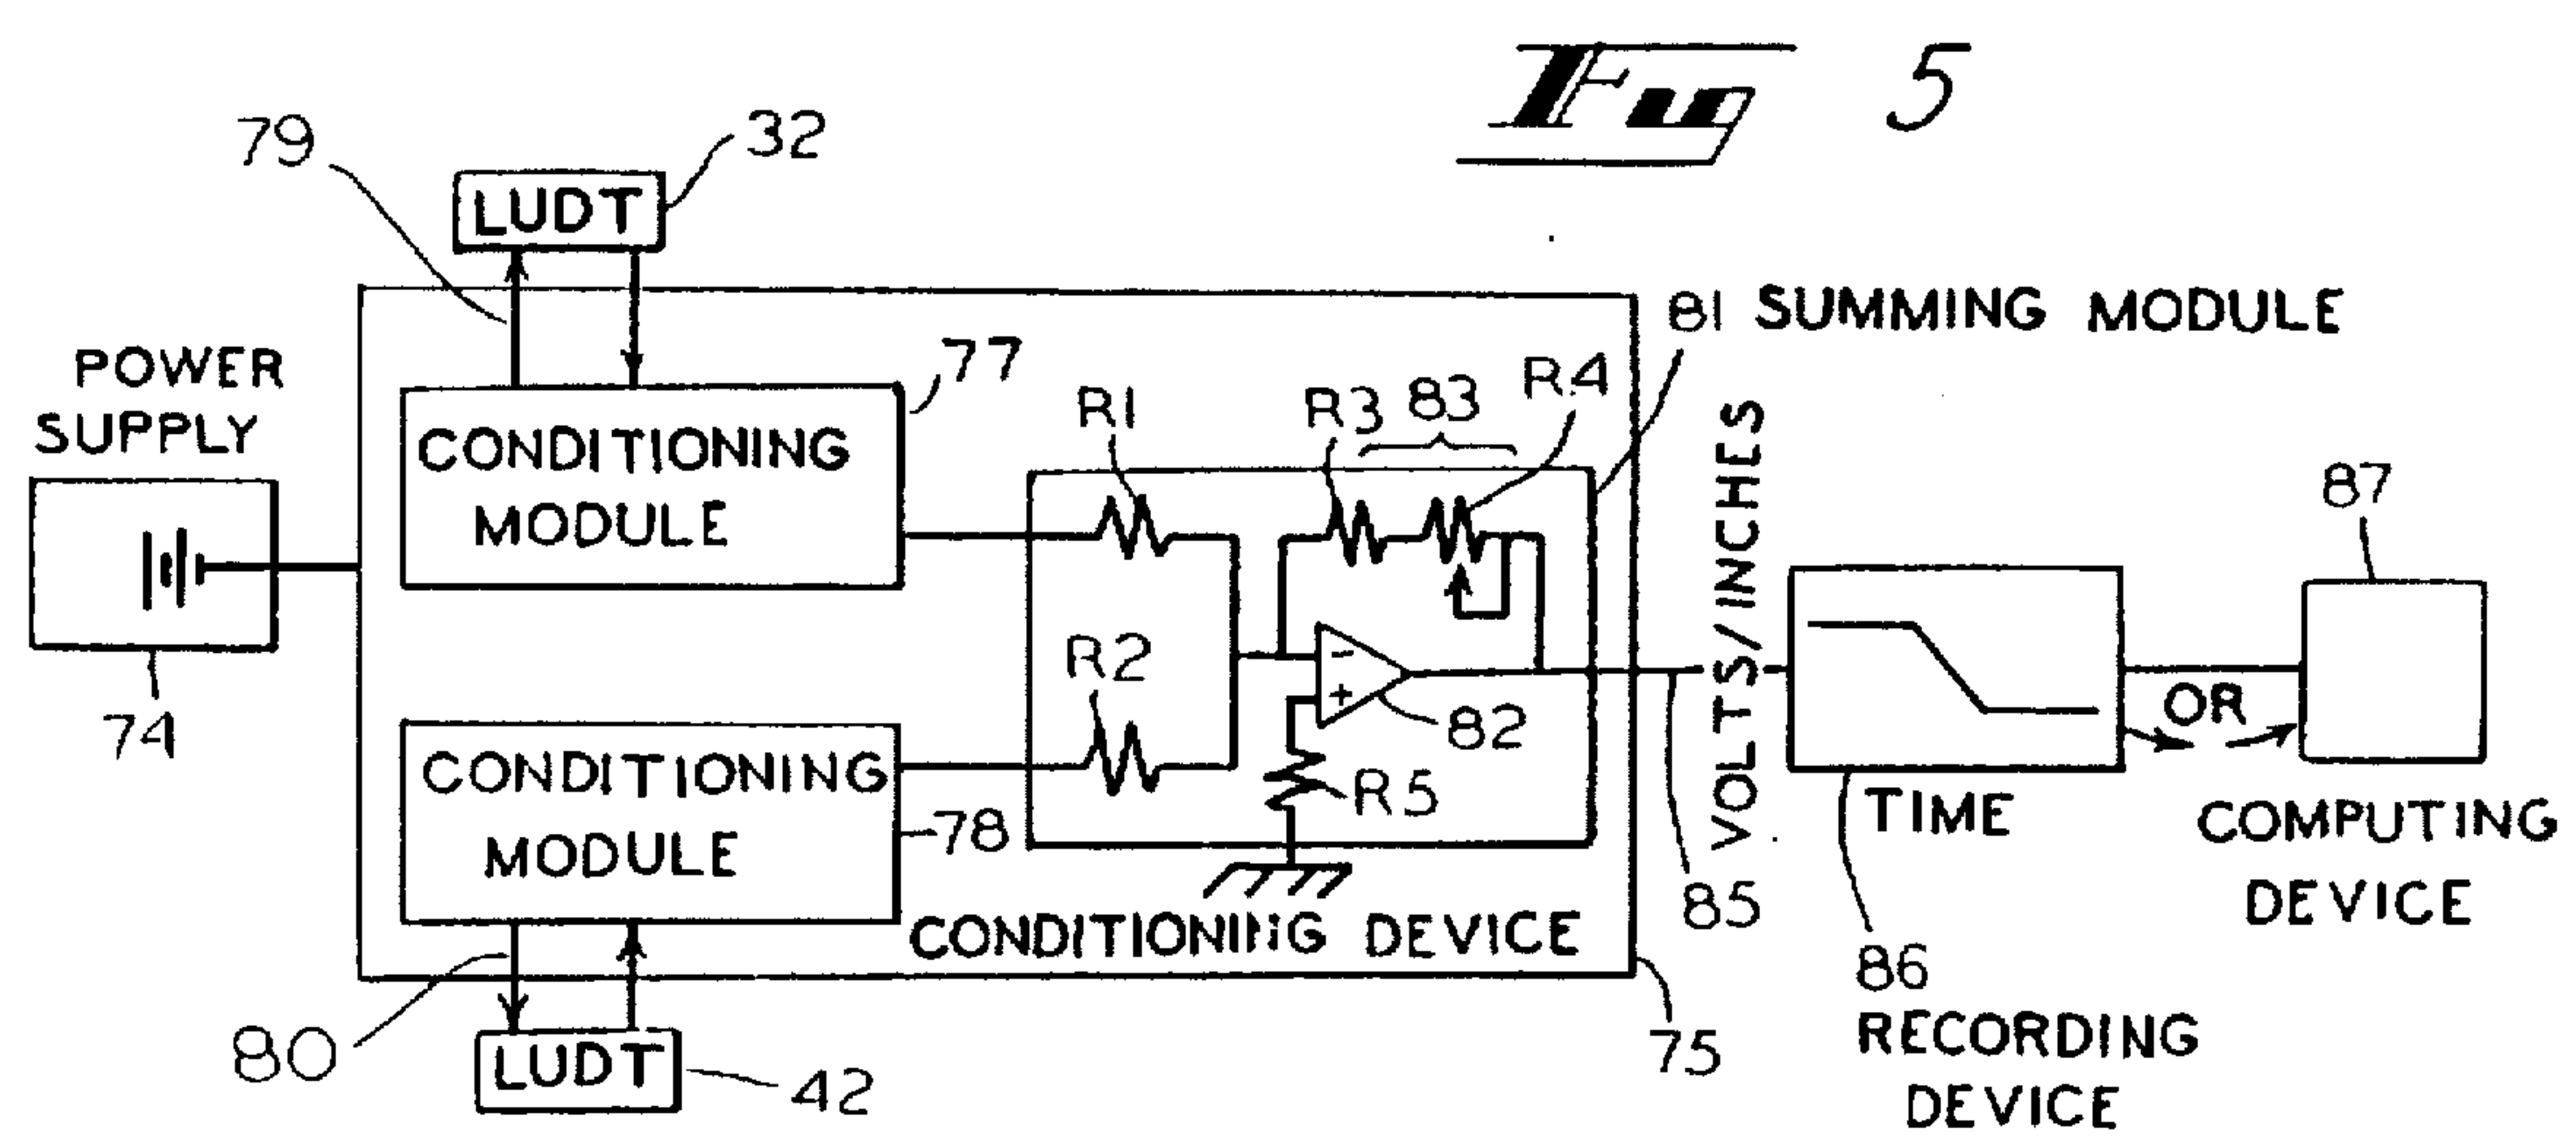 Fig 5
79
LUDT
32
81 SUMMING MODULE
POWER
SUPPLY
74
CONDITIONING
MODULE
77
R1
R3
83
R4
R2
-
+
82
R5
CONDITIONING
MODULE
78
CONDITIONING DEVICE
75
80
LUDT
42
VOLTS/INCHES
85
TIME
86
RECORDING
DEVICE
OR
87
COMPUTING
DEVICE